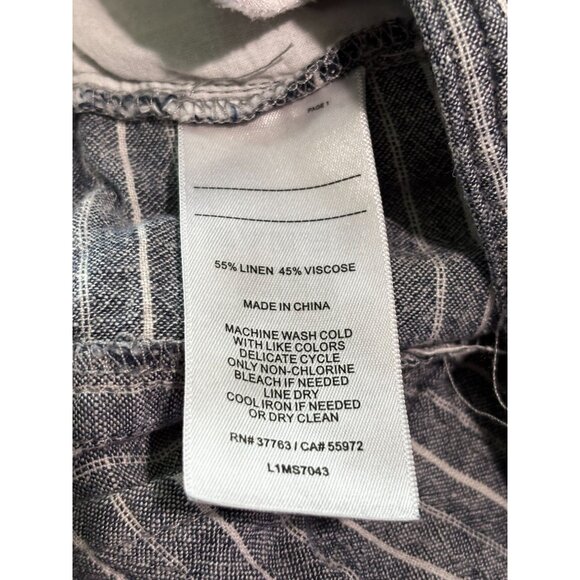 PAGE 1
55% LINEN 45% VISCOSE
MADE IN CHINA
MACHINE WASH COLD
WITH LIKE COLORS
DELICATE CYCLE
ONLY NON-CHLORINE
BLEACH IF NEEDED
LINE DRY
COOL IRON IF NEEDED
OR DRY CLEAN
RN# 37763 / CA# 55972
L1MS7043